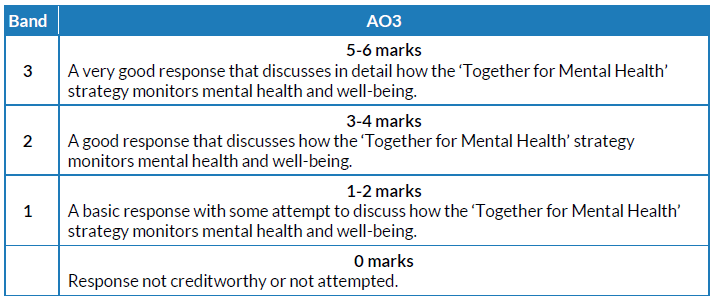 Band AO3
5-6 marks
3 A very good response that discusses in detail how the ‘Together for Mental Health’
strategy monitors mental health and well-being.
3-4 marks
2 A good response that discusses how the ‘Together for Mental Health’ strategy
monitors mental health and well-being.
1-2 marks
1 A basic response with some attempt to discuss how the ‘Together for Mental Health’
strategy monitors mental health and well-being.
0 marks
Response not creditworthy or not attempted.